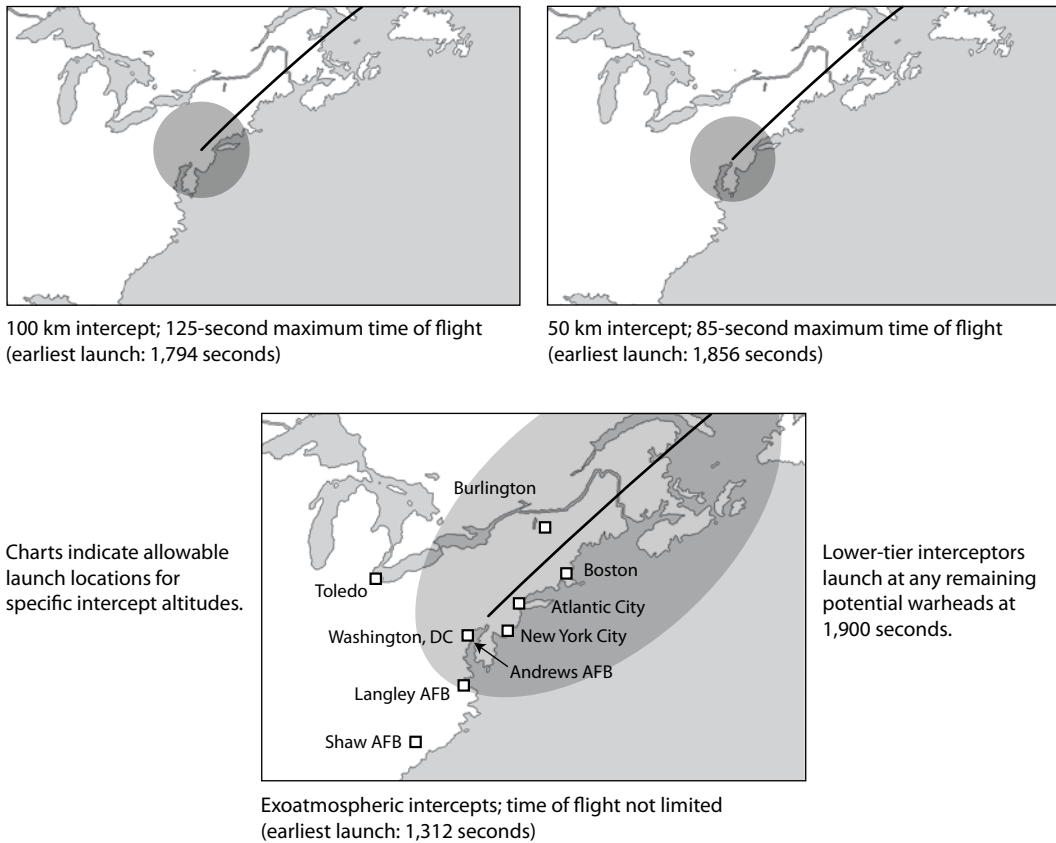 100 km intercept; 125-second maximum time of flight
(earliest launch: 1,794 seconds)
50 km intercept; 85-second maximum time of flight
(earliest launch: 1,856 seconds)
Charts indicate allowable
launch locations for
specific intercept altitudes.
Burlington
Toledo
Boston
Atlantic City
Washington, DC
New York City
Andrews AFB
Langley AFB
Shaw AFB
Lower-tier interceptors
launch at any remaining
potential warheads at
1,900 seconds.
Exoatmospheric intercepts; time of flight not limited
(earliest launch: 1,312 seconds)